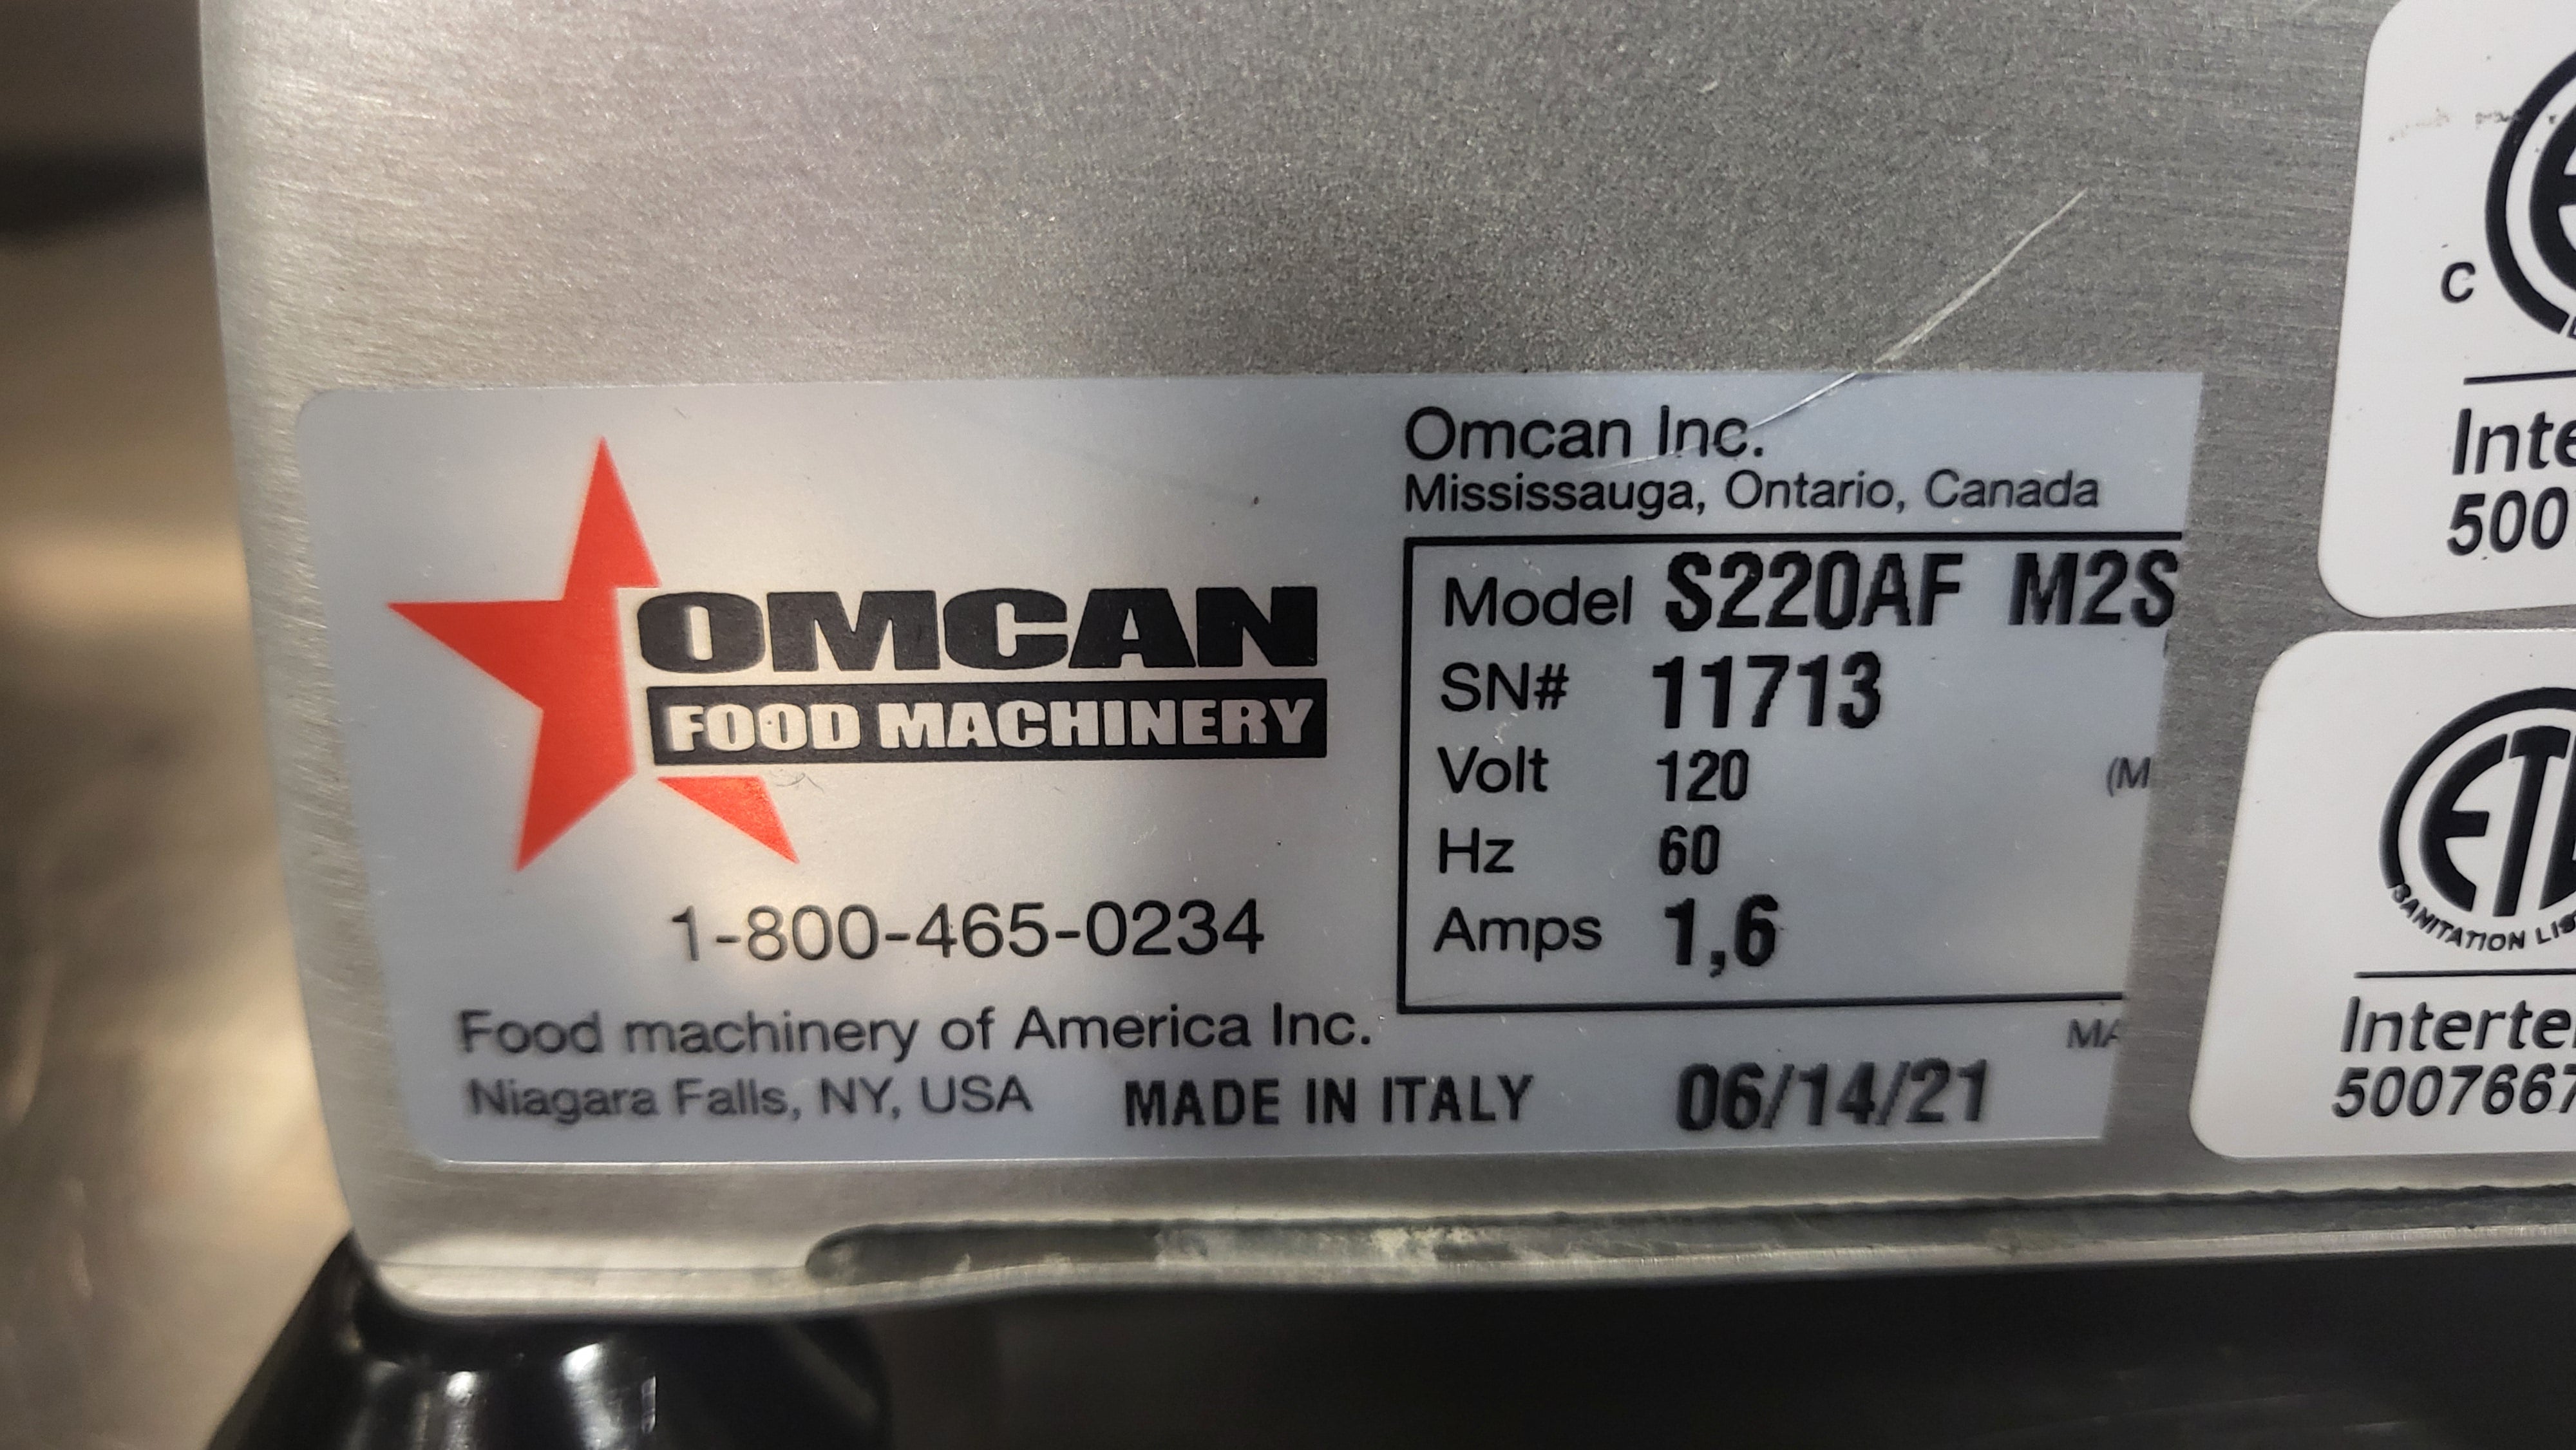 OMCAN
FOOD MACHINERY
1-800-465-0234
Food machinery of America Inc.
Niagara Falls, NY, USA
MADE IN ITALY
06/14/21
Omcan Inc.
Mississauga, Ontario, Canada
Model S220AF M2S
SN# 11713
Volt 120
(M
Hz 60
Amps 1,6
MA
C
Inte
500
ETL
SANITATION LIS
Interte
5007667